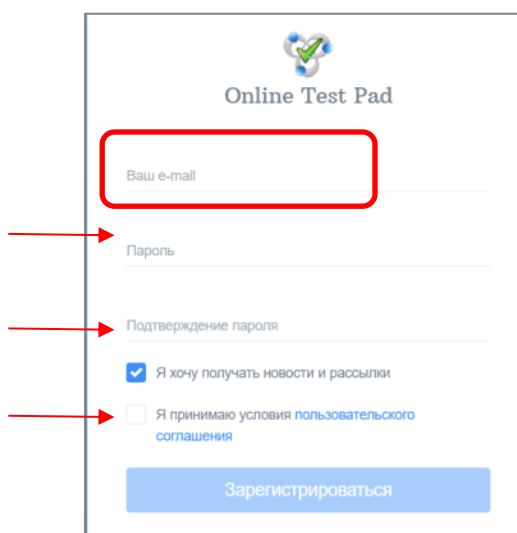 Online Test Pad
Ваш e-mail
Пароль
Подтверждение пароля
Я хочу получать новости и рассылки
Я принимаю условия пользовательского
соглашения
Зарегистрироваться